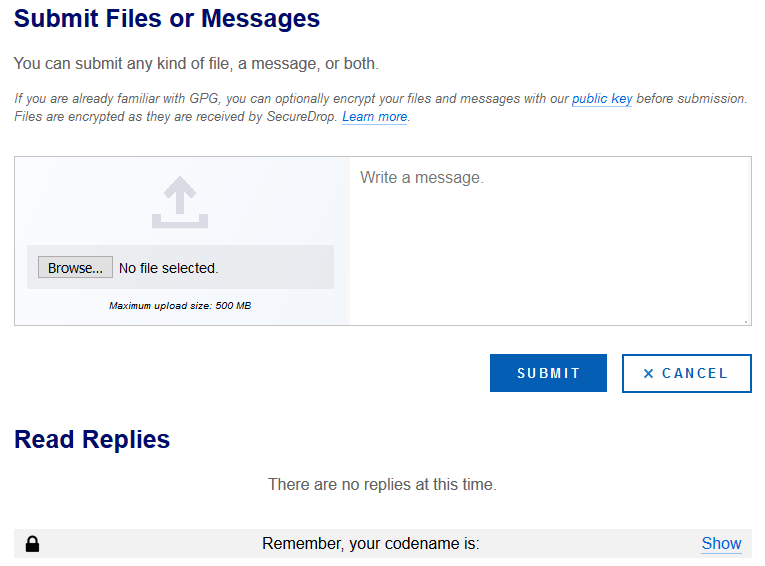 Submit Files or Messages
You can submit any kind of file, a message, or both.
If you are already familiar with GPG, you can optionally encrypt your files and messages with our public key before submission.
Files are encrypted as they are received by SecureDrop. Learn more.
Write a message.
Browse... No file selected.
Maximum upload size: 500 MB
SUBMIT
× CANCEL
Read Replies
There are no replies at this time.
Remember, your codename is:
Show